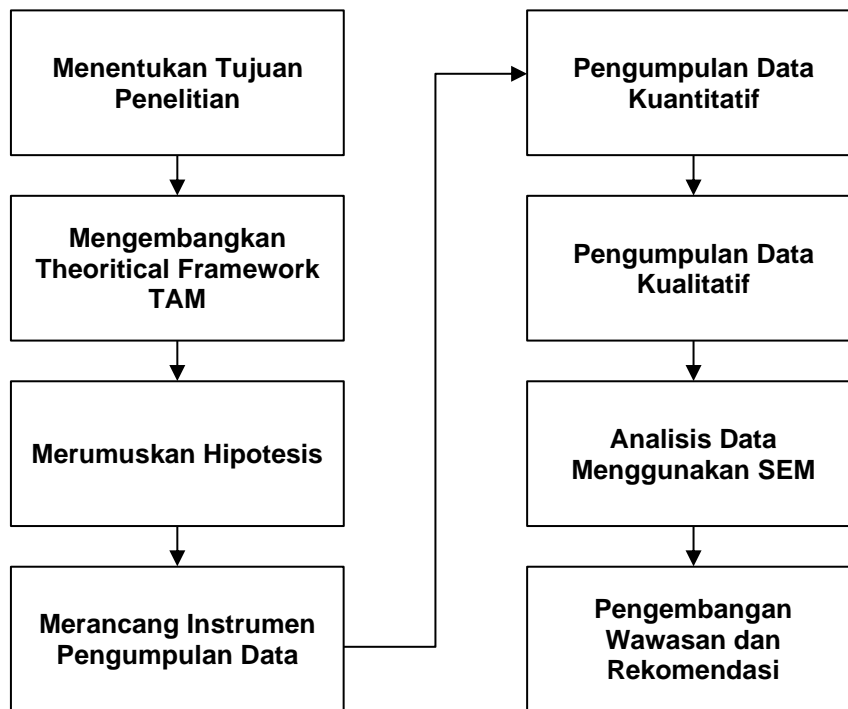 Menentukan Tujuan
Penelitian
Mengembangkan
Theoritical Framework
TAM
Merumuskan Hipotesis
Merancang Instrumen
Pengumpulan Data
Pengumpulan Data
Kuantitatif
Pengumpulan Data
Kualitatif
Analisis Data
Menggunakan SEM
Pengembangan
Wawasan dan
Rekomendasi